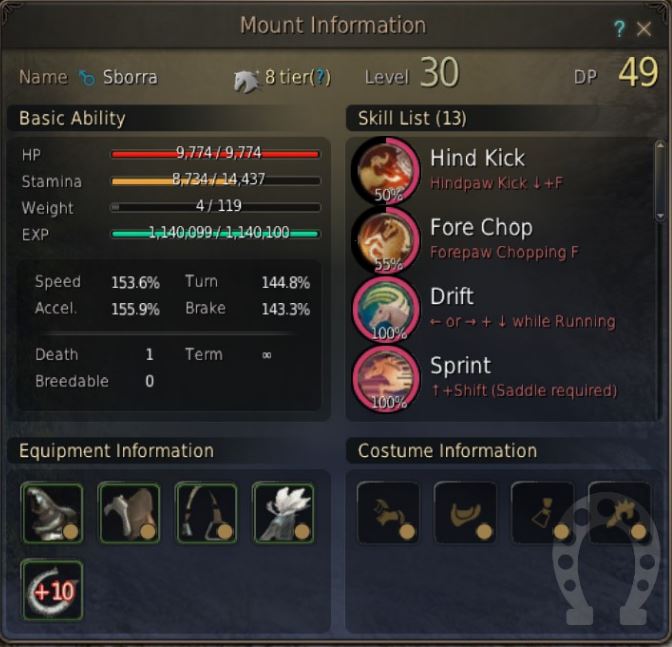 Mount Information ? ×
Name ♂ Sborra 8 tier(?) Level 30 DP 49
Basic Ability
HP 9,774 / 9,774
Stamina 8,734 / 14,437
Weight 4 / 119
EXP 1,140,099 / 1,140,100
Speed 153.6% Turn 144.8%
Accel. 155.9% Brake 143.3%
Death 1 Term ∞
Breedable 0
Skill List (13)
Hind Kick
50% Hindpaw Kick ↓+F
Fore Chop
55% Forepaw Chopping F
Drift
100% ← or → + ↓ while Running
Sprint
100% ↑+Shift (Saddle required)
Equipment Information
+10
Costume Information